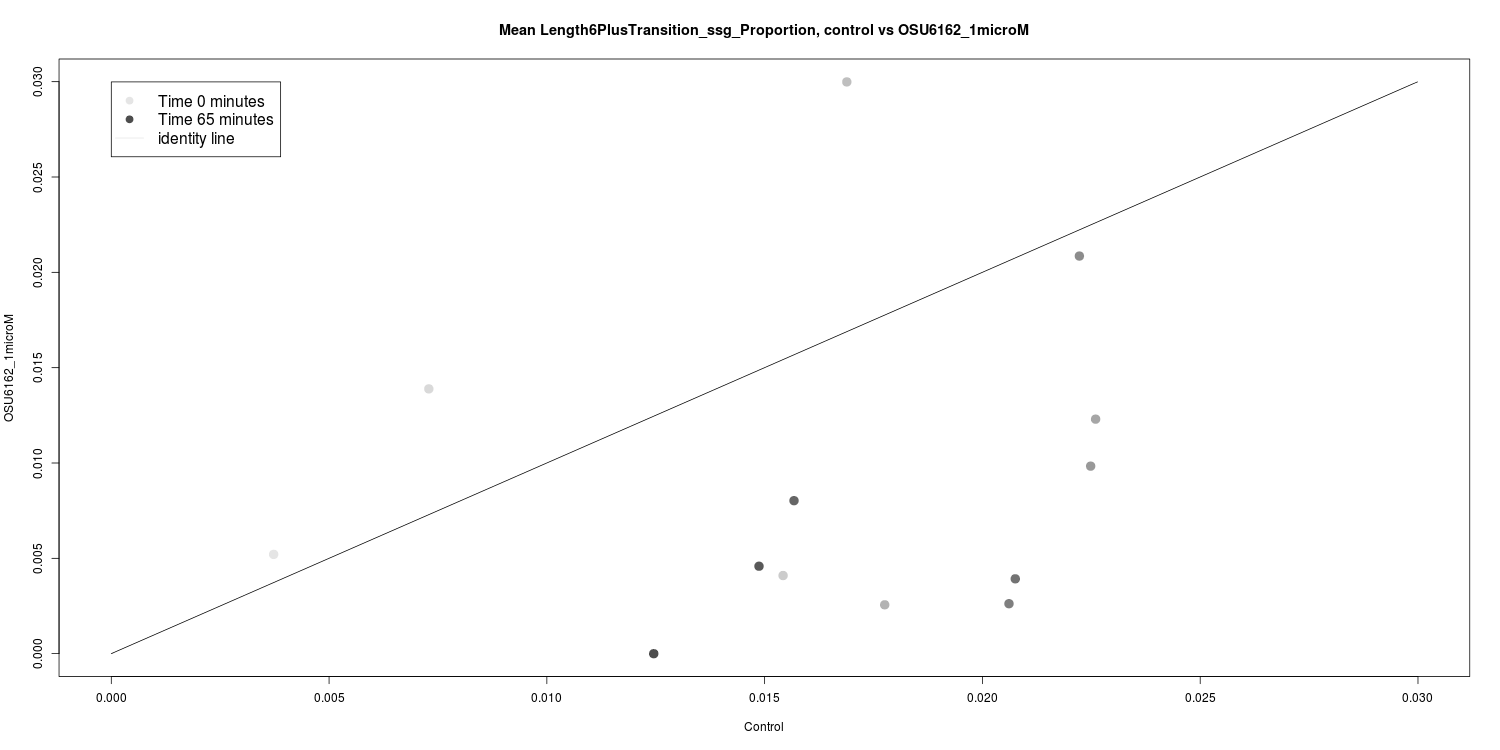 Mean Length6PlusTransition_ssg_Proportion, control vs OSU6162_1microM
Time 0 minutes
Time 65 minutes
identity line
OSU6162_1microM
0.030
0.025
0.020
0.015
0.010
0.005
0.000
0.000 0.005 0.010 0.015 0.020 0.025 0.030
Control